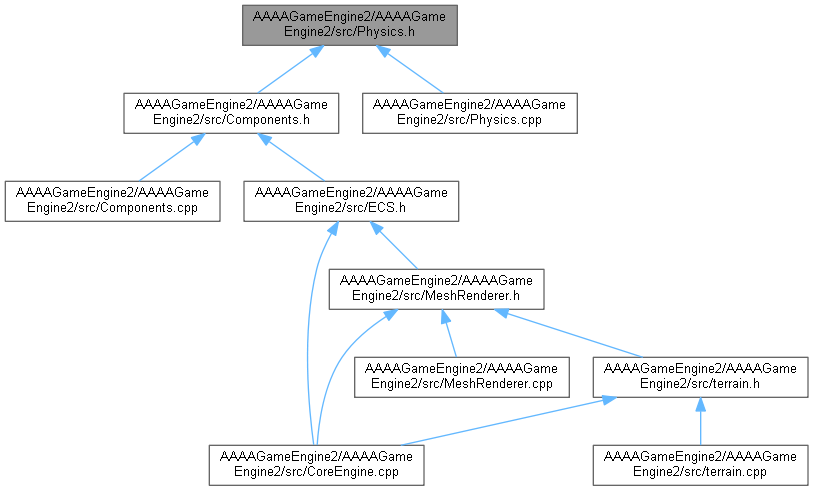 AAAAGameEngine2/AAAAGame
Engine2/src/Physics.h
AAAAGameEngine2/AAAAGame
Engine2/src/Components.h
AAAAGameEngine2/AAAAGame
Engine2/src/Physics.cpp
AAAAGameEngine2/AAAAGame
Engine2/src/Components.cpp
AAAAGameEngine2/AAAAGame
Engine2/src/ECS.h
AAAAGameEngine2/AAAAGame
Engine2/src/MeshRenderer.h
AAAAGameEngine2/AAAAGame
Engine2/src/MeshRenderer.cpp
AAAAGameEngine2/AAAAGame
Engine2/src/terrain.h
AAAAGameEngine2/AAAAGame
Engine2/src/CoreEngine.cpp
AAAAGameEngine2/AAAAGame
Engine2/src/terrain.cpp